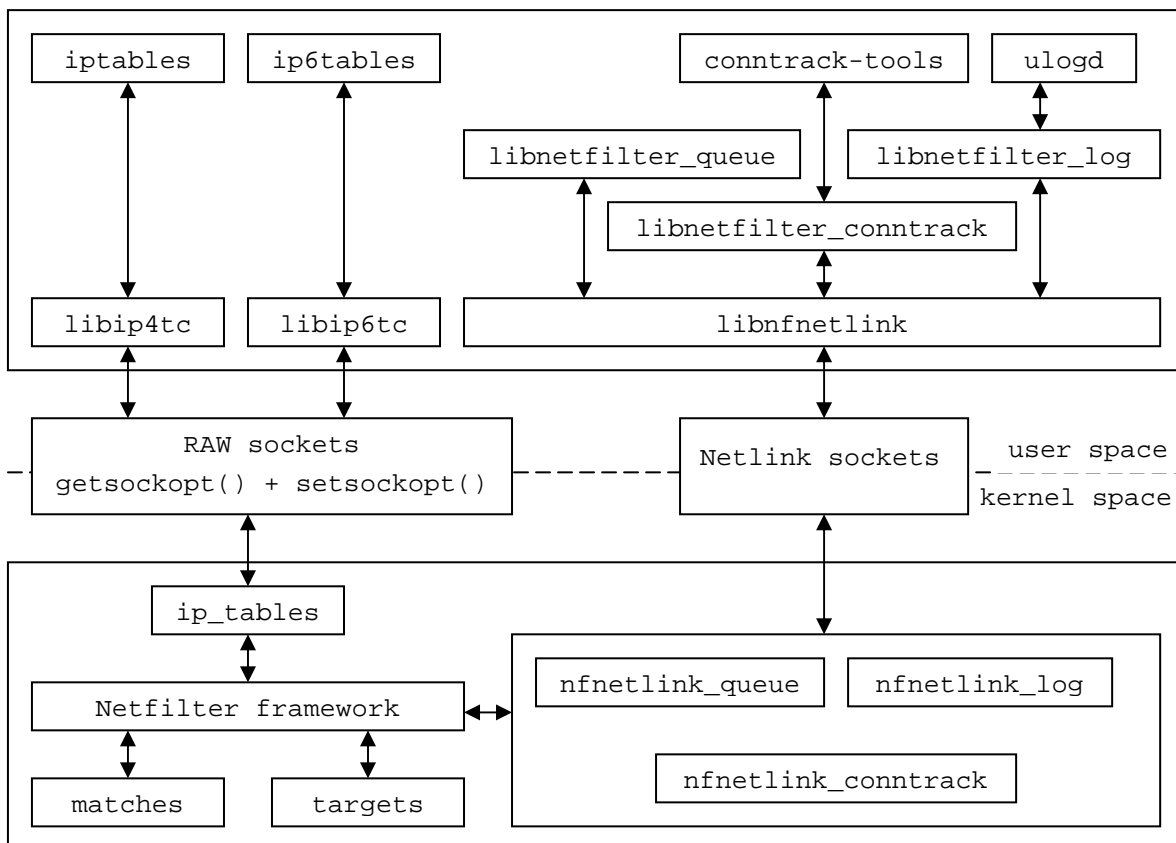 iptables
ip6tables
conntrack-tools
ulogd
libnetfilter_queue
libnetfilter_log
libnetfilter_conntrack
libip4tc
libip6tc
libnfnetlink
RAW sockets
getsockopt() + setsockopt()
Netlink sockets
user space
kernel space
ip_tables
Netfilter framework
nfnetlink_queue
nfnetlink_log
nfnetlink_conntrack
matches
targets